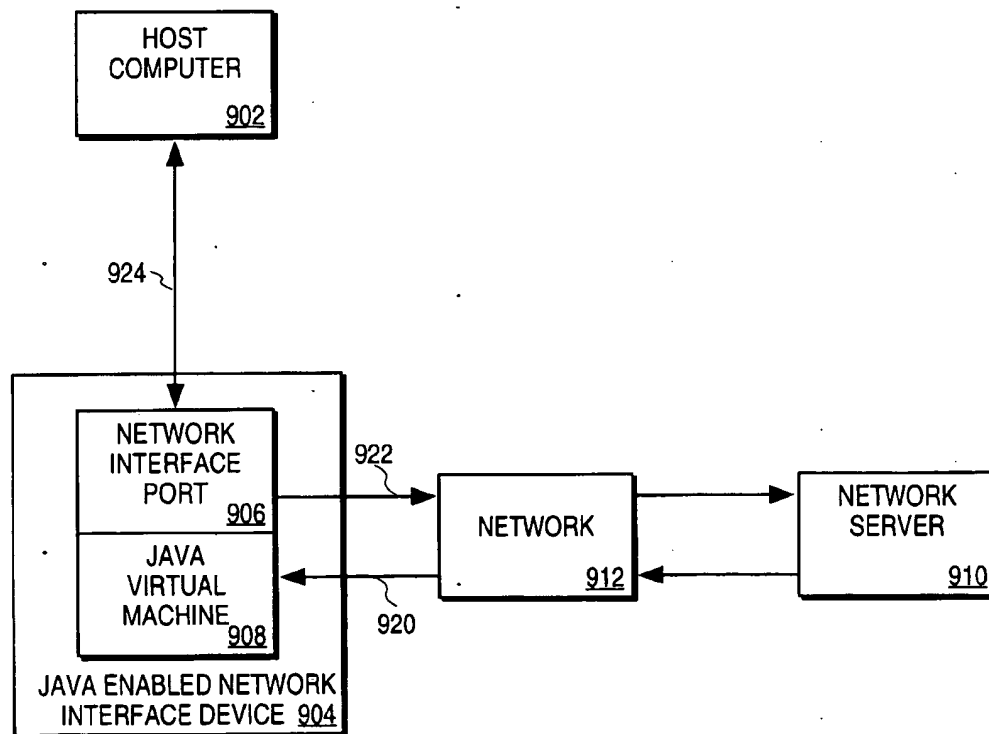 HOST
COMPUTER
902
924
NETWORK
INTERFACE
PORT
906
922
NETWORK
912
NETWORK
SERVER
910
JAVA
VIRTUAL
MACHINE
908
920
JAVA ENABLED NETWORK
INTERFACE DEVICE 904